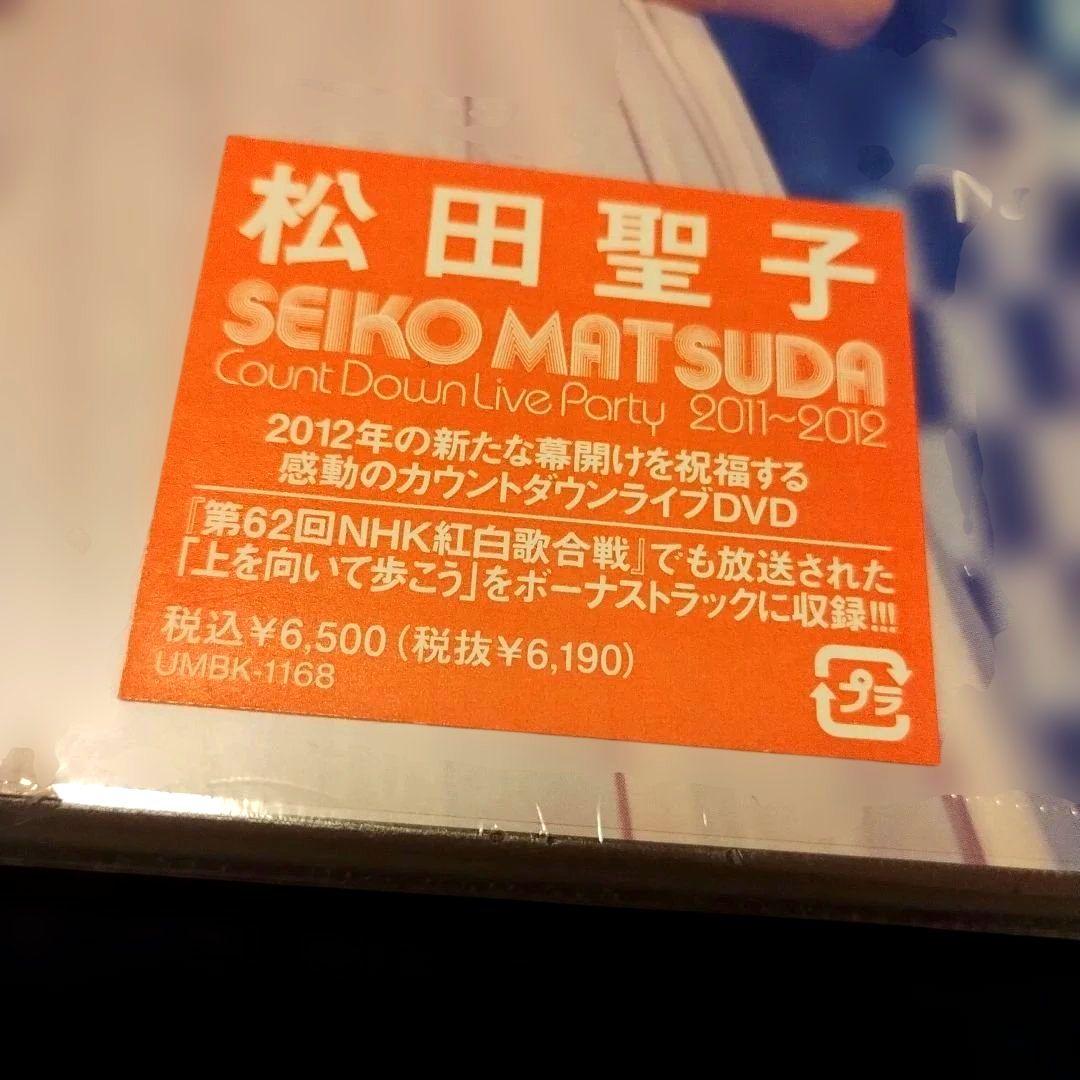 松田聖子
SEIKO MATSUDA
Count Down Live Party 2011~2012
2012年の新たな幕開けを祝福する
感動のカウントダウンライブDVD
『第62回NHK紅白歌合戦』でも放送された
「上を向いて歩こう」をボーナストラックに収録!!!
税込¥6,500(税抜¥6,190)
UMBK-1168
プラ